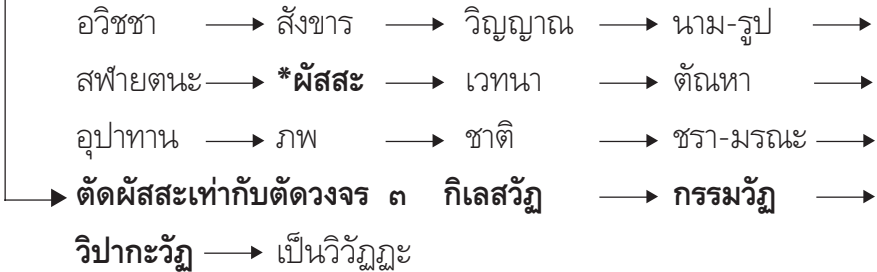 อวิชชา → สังขาร → วิญญาณ → นาม-รูป →
สฬายตนะ → *ผัสสะ → เวทนา → ตัณหา →
อุปาทาน → ภพ → ชาติ → ชรา-มรณะ →
ตัดผัสสะเท่ากับตัดวงจร ๓ กิเลสวัฏ → กรรมวัฏ →
วิปากะวัฏ → เป็นวิวัฏฏะ